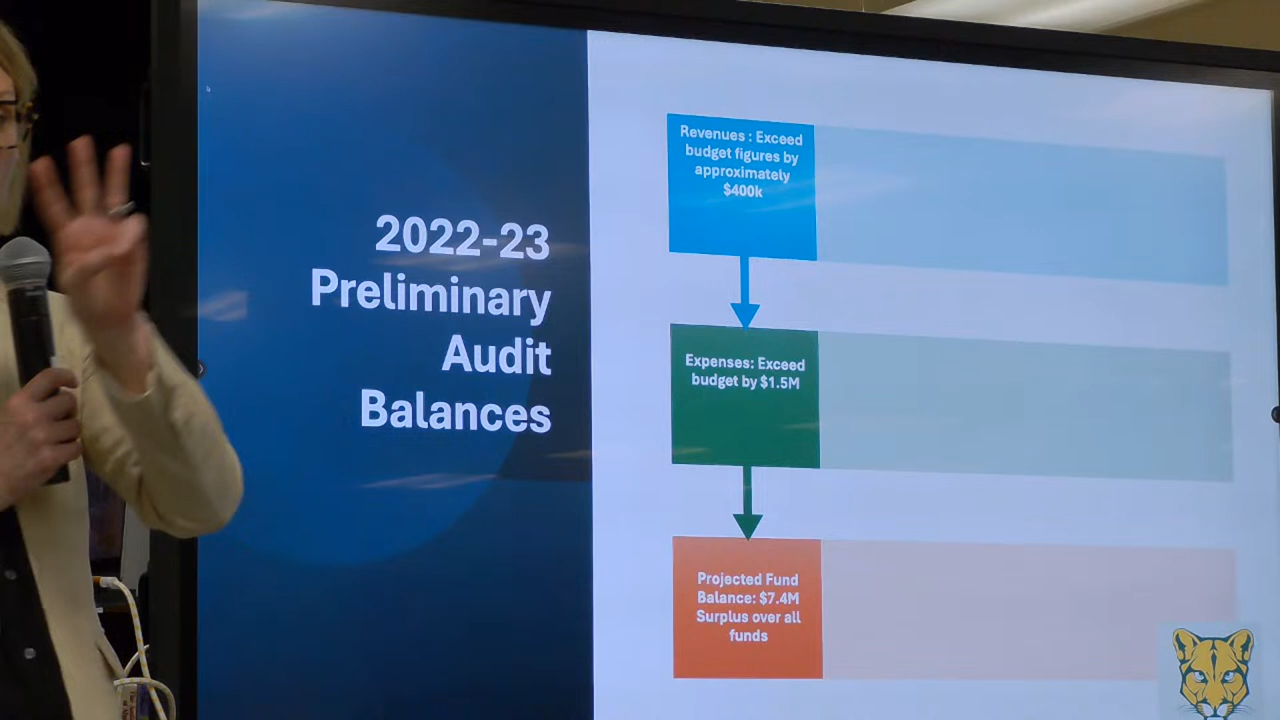 2022-23
Preliminary
Audit
Balances
Revenues : Exceed
budget figures by
approximately
$400k
Expenses: Exceed
budget by $1.5M
Projected Fund
Balance: $7.4M
Surplus over all
funds